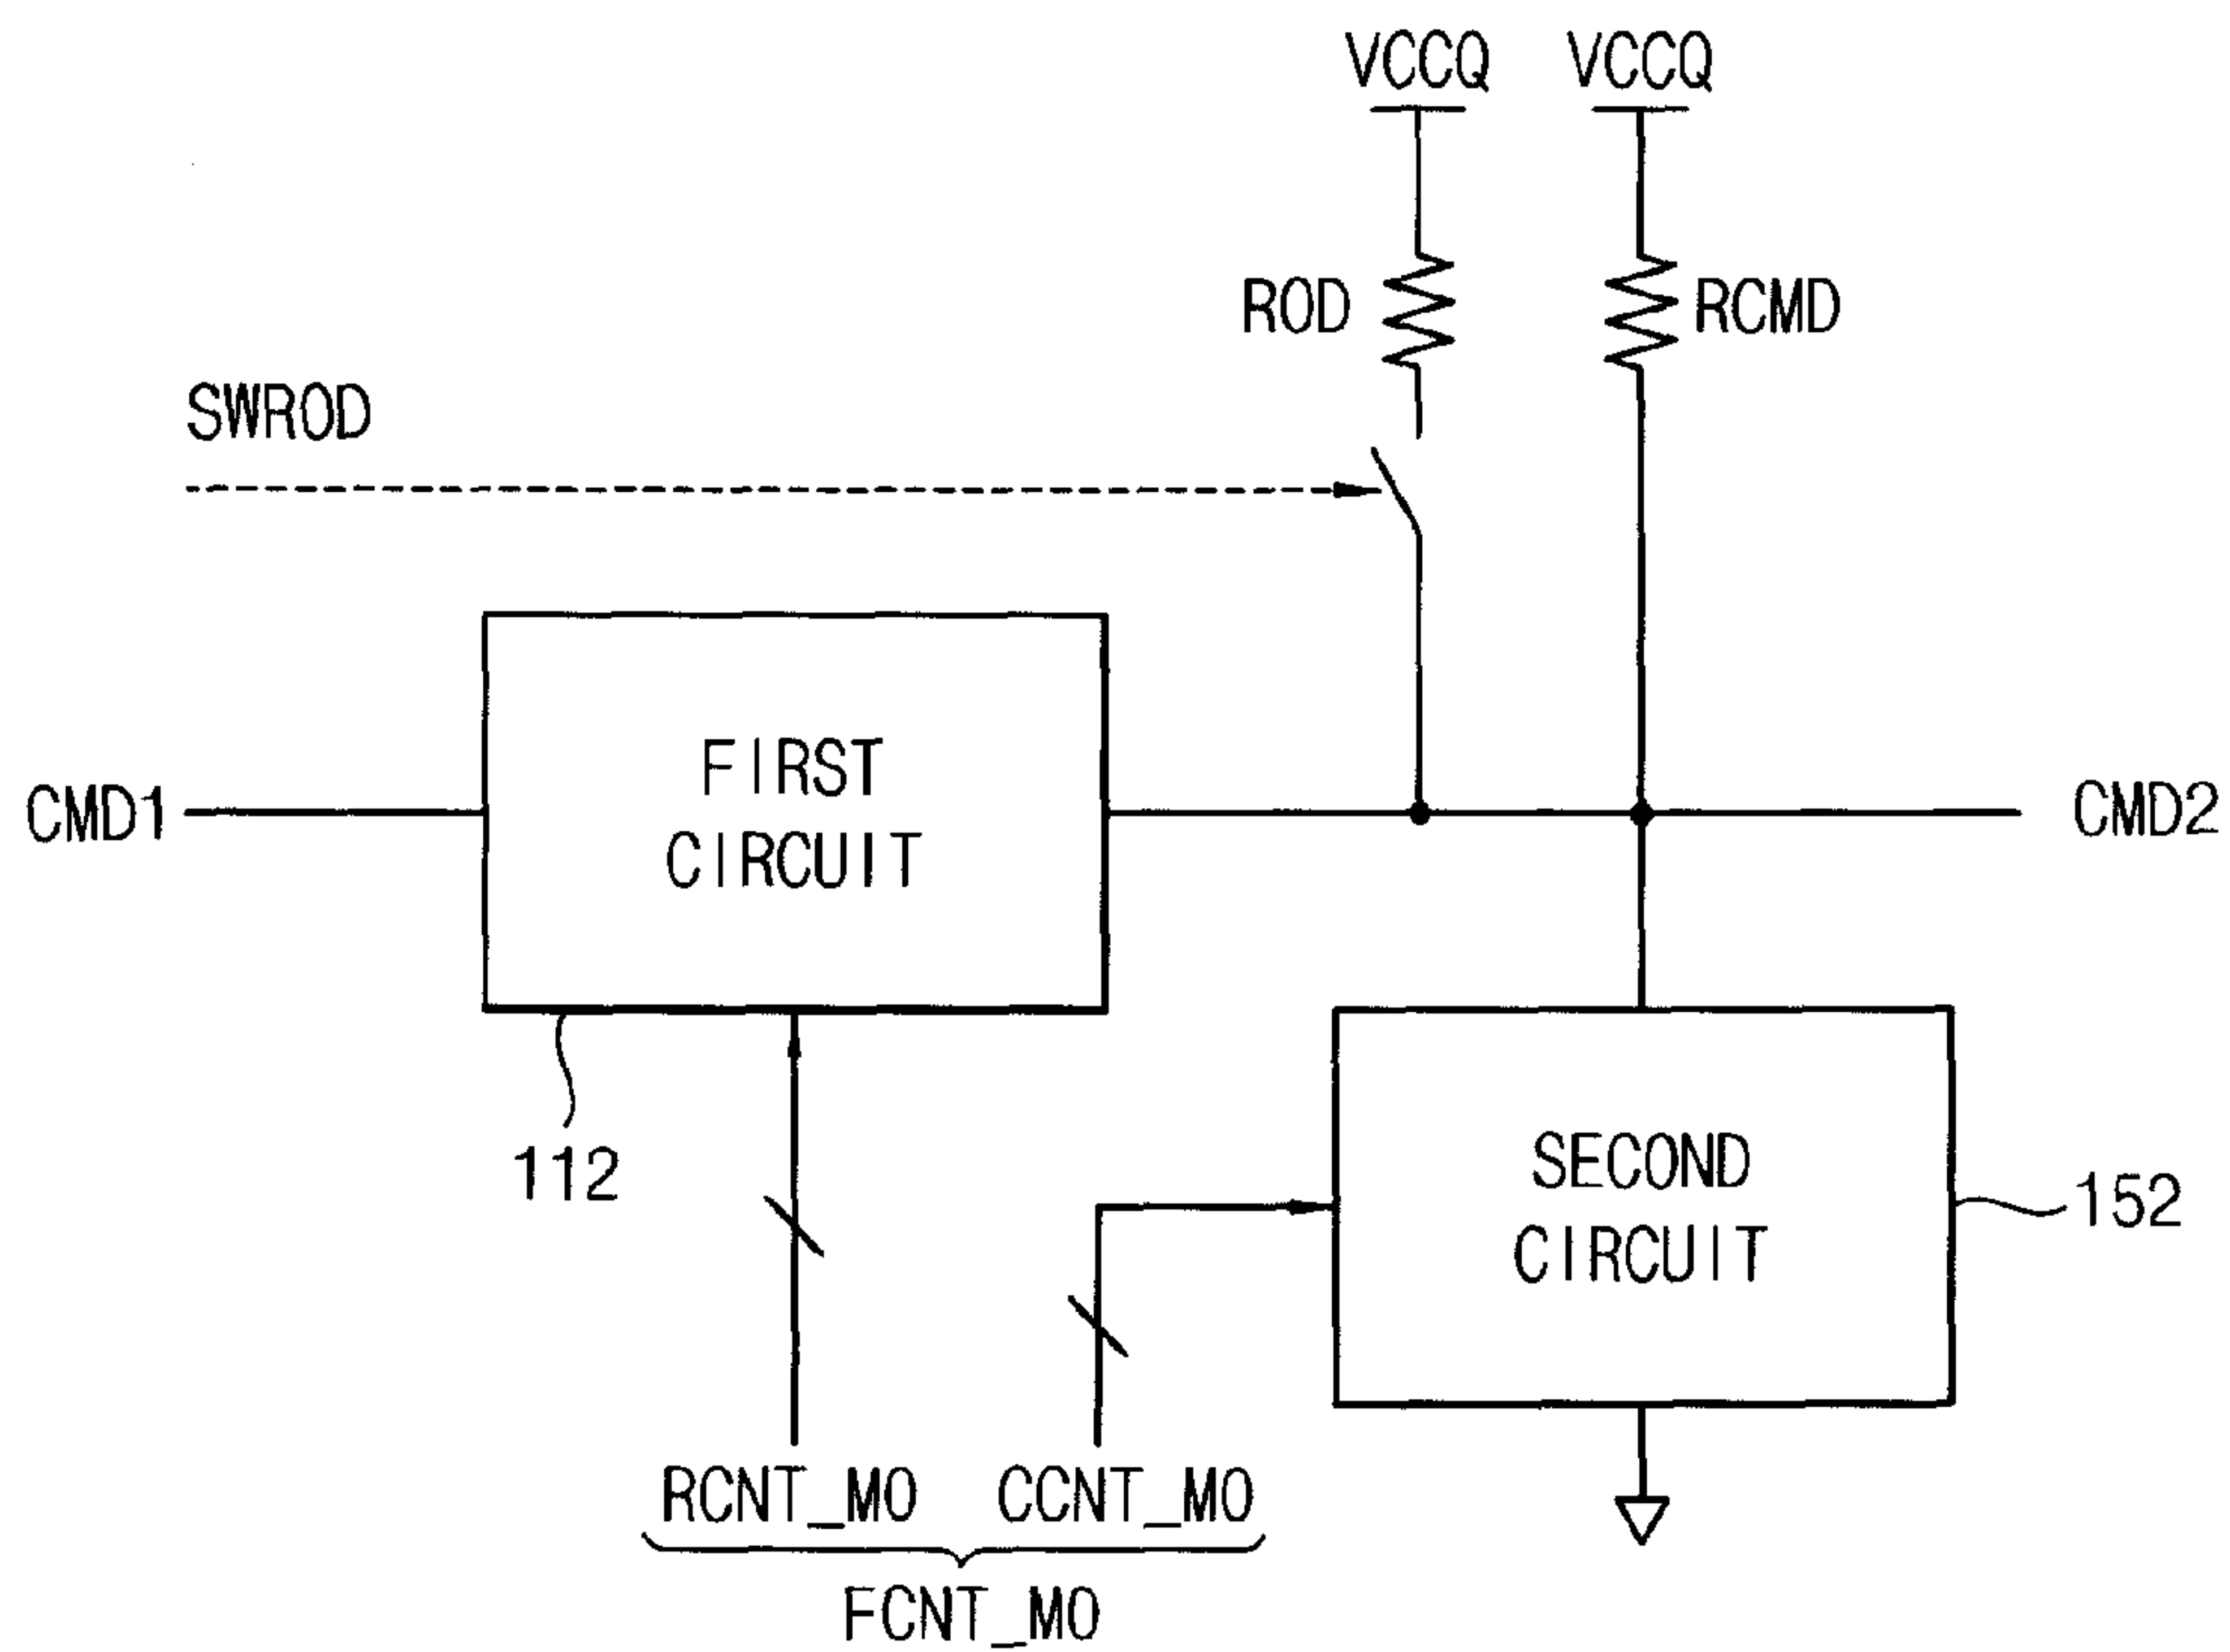 VCCQ VCCQ
ROD RCMD
SWROD
CMD1
FIRST
CIRCUIT
CMD2
112
SECOND
CIRCUIT
152
RCNT_MO CCNT_MO
FCNT_MO